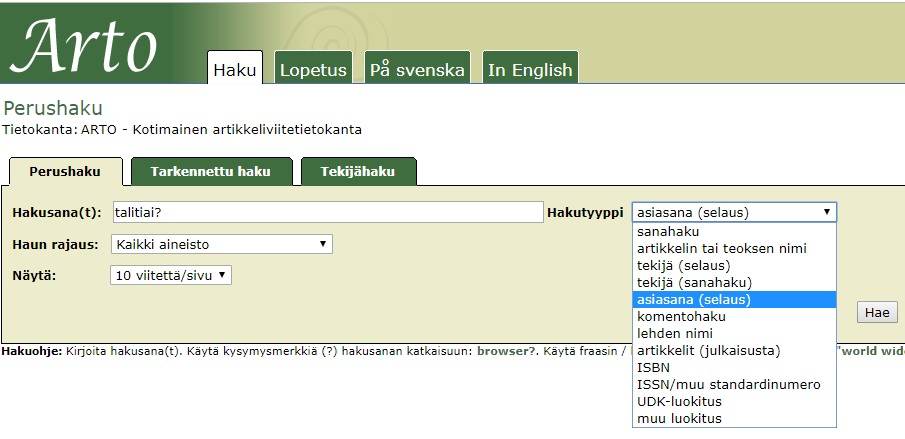 Arto
Haku Lopetus På svenska In English
Perushaku
Tietokanta: ARTO - Kotimainen artikkeliviitetietokanta
Perushaku Tarkennettu haku Tekijähaku
Hakusana(t): talitiai? Hakutyyppi asiasana (selaus)
Haun rajaus: Kaikki aineisto
Näytä: 10 viitettä/sivu
sanahaku
artikkelin tai teoksen nimi
tekijä (selaus)
tekijä (sanahaku)
asiasana (selaus)
komentohaku
lehden nimi
artikkelit (julkaisusta)
ISBN
ISSN/muu standardinumero
UDK-luokitus
muu luokitus
Hae
Hakuohje: Kirjoita hakusana(t). Käytä kysymysmerkkiä (?) hakusanan katkaisuun: browser?. Käytä fraasin / "world wide